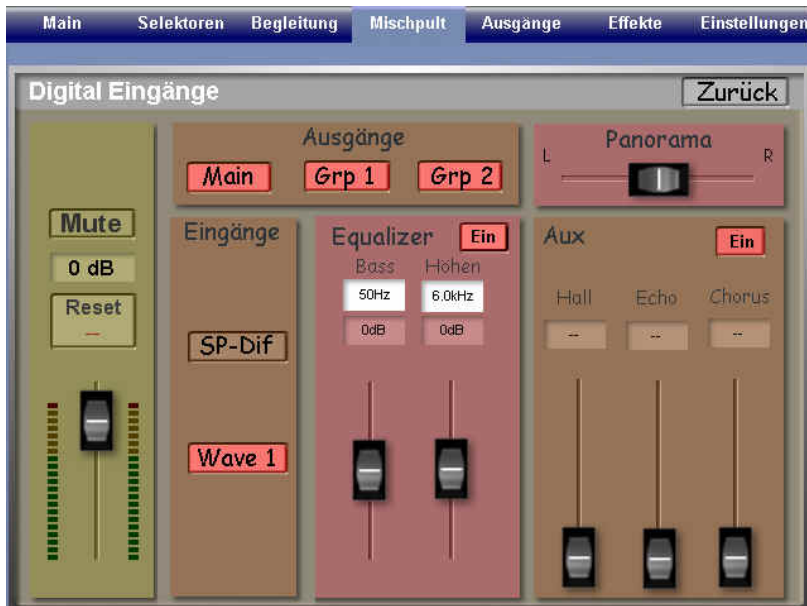 Main Selektoren Begleitung Mischpult Ausgänge Effekte Einstellungen
Digital Eingänge Zurück
Ausgänge
Main Grp 1 Grp 2
Panorama
L R
Mute
0 dB
Reset
--
Eingänge
SP-Dif
Wave 1
Equalizer Ein
Bass Höhen
50Hz 6.0kHz
0dB 0dB
Aux Ein
Hall Echo Chorus
-- -- --